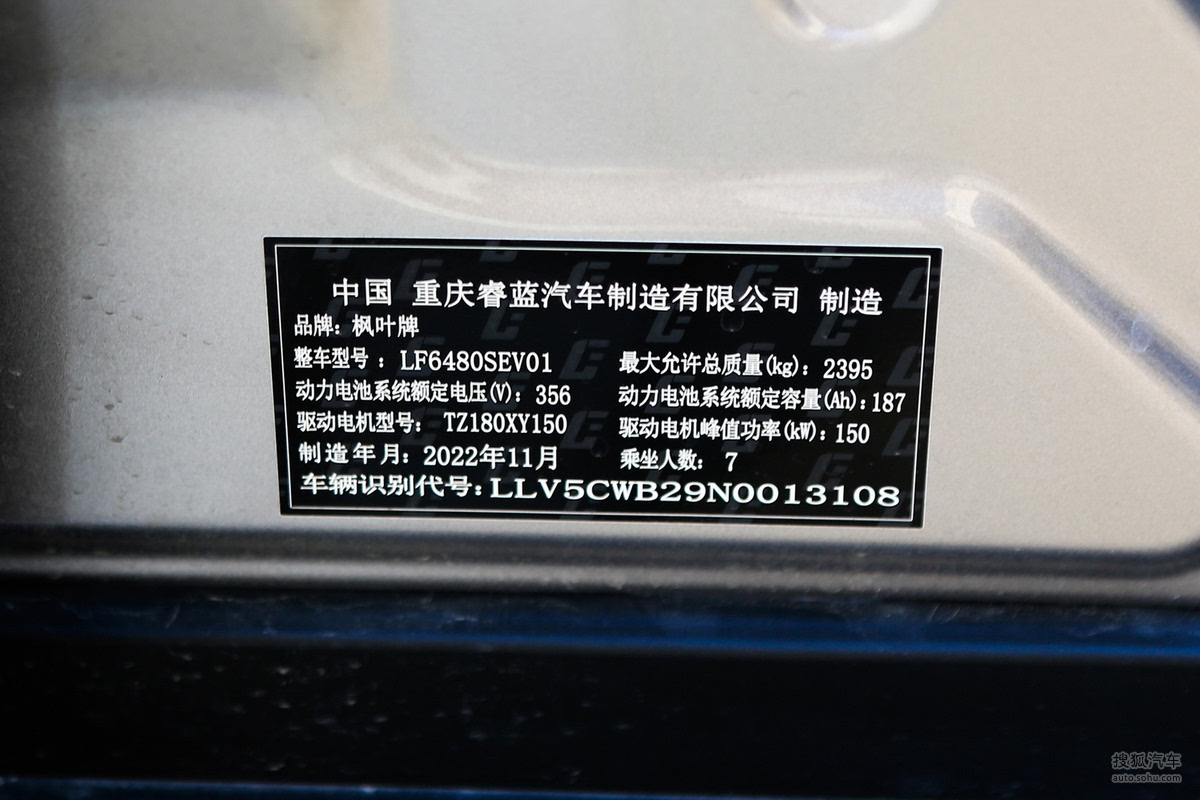 中国 重庆睿蓝汽车制造有限公司 制造
品牌：枫叶牌
整车型号：LF6480SEV01 最大允许总质量(kg)：2395
动力电池系统额定电压(V)：356 动力电池系统额定容量(Ah)：187
驱动电机型号：TZ180XY150 驱动电机峰值功率(kW)：150
制造年月：2022年11月 乘坐人数：7
车辆识别代号：LLV5CWB29N0013108
搜狐汽车
auto.sohu.com